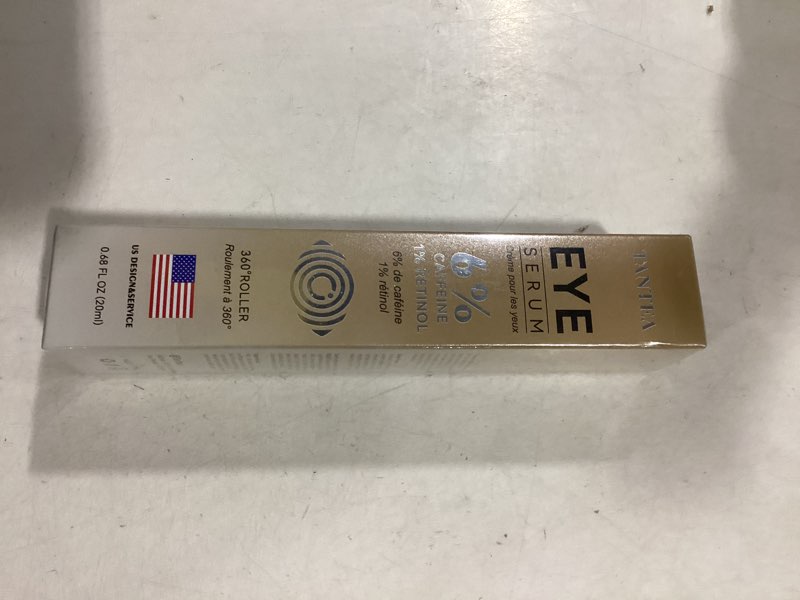 EYE
SERUM
Crème pour les yeux
6%
CAFFEINE
1% RETINOL
6% de caféine
1% rétinol
360°ROLLER
Roulement à 360°
US DESIGN&SERVICE
0.68 FL OZ (20ml)